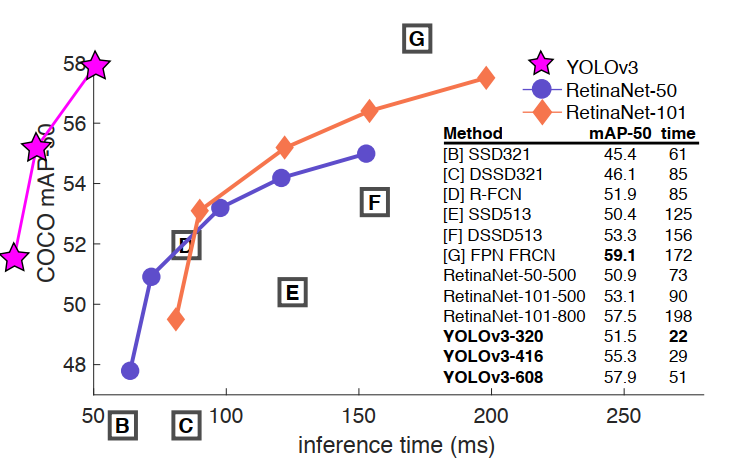 G
58
56
54
52
50
48
COCO mAP-50
D
E
F
B
C
50 100 150 200 250
inference time (ms)
YOLOv3
RetinaNet-50
RetinaNet-101
Method mAP-50 time
[B] SSD321 45.4 61
[C] DSSD321 46.1 85
[D] R-FCN 51.9 85
[E] SSD513 50.4 125
[F] DSSD513 53.3 156
[G] FPN FRCN 59.1 172
RetinaNet-50-500 50.9 73
RetinaNet-101-500 53.1 90
RetinaNet-101-800 57.5 198
YOLOv3-320 51.5 22
YOLOv3-416 55.3 29
YOLOv3-608 57.9 51